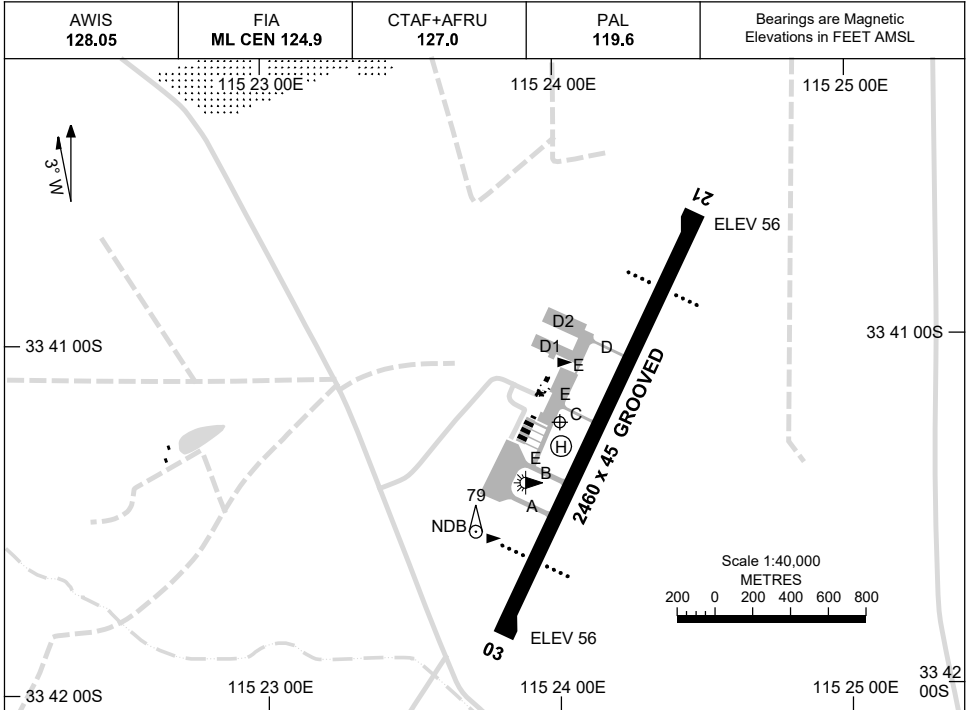 AWIS
128.05
FIA
ML CEN 124.9
CTAF+AFRU
127.0
PAL
119.6
Bearings are Magnetic
Elevations in FEET AMSL
115 23 00E
115 24 00E
115 25 00E
3° W
21
ELEV 56
33 41 00S
33 41 00S
D2
D1
D
E
E
C
H
E
B
A
2460 x 45 GROOVED
79
NDB
Scale 1:40,000
METRES
200 0 200 400 600 800
03
ELEV 56
33 42 00S
115 23 00E
115 24 00E
115 25 00E
33 42
00S